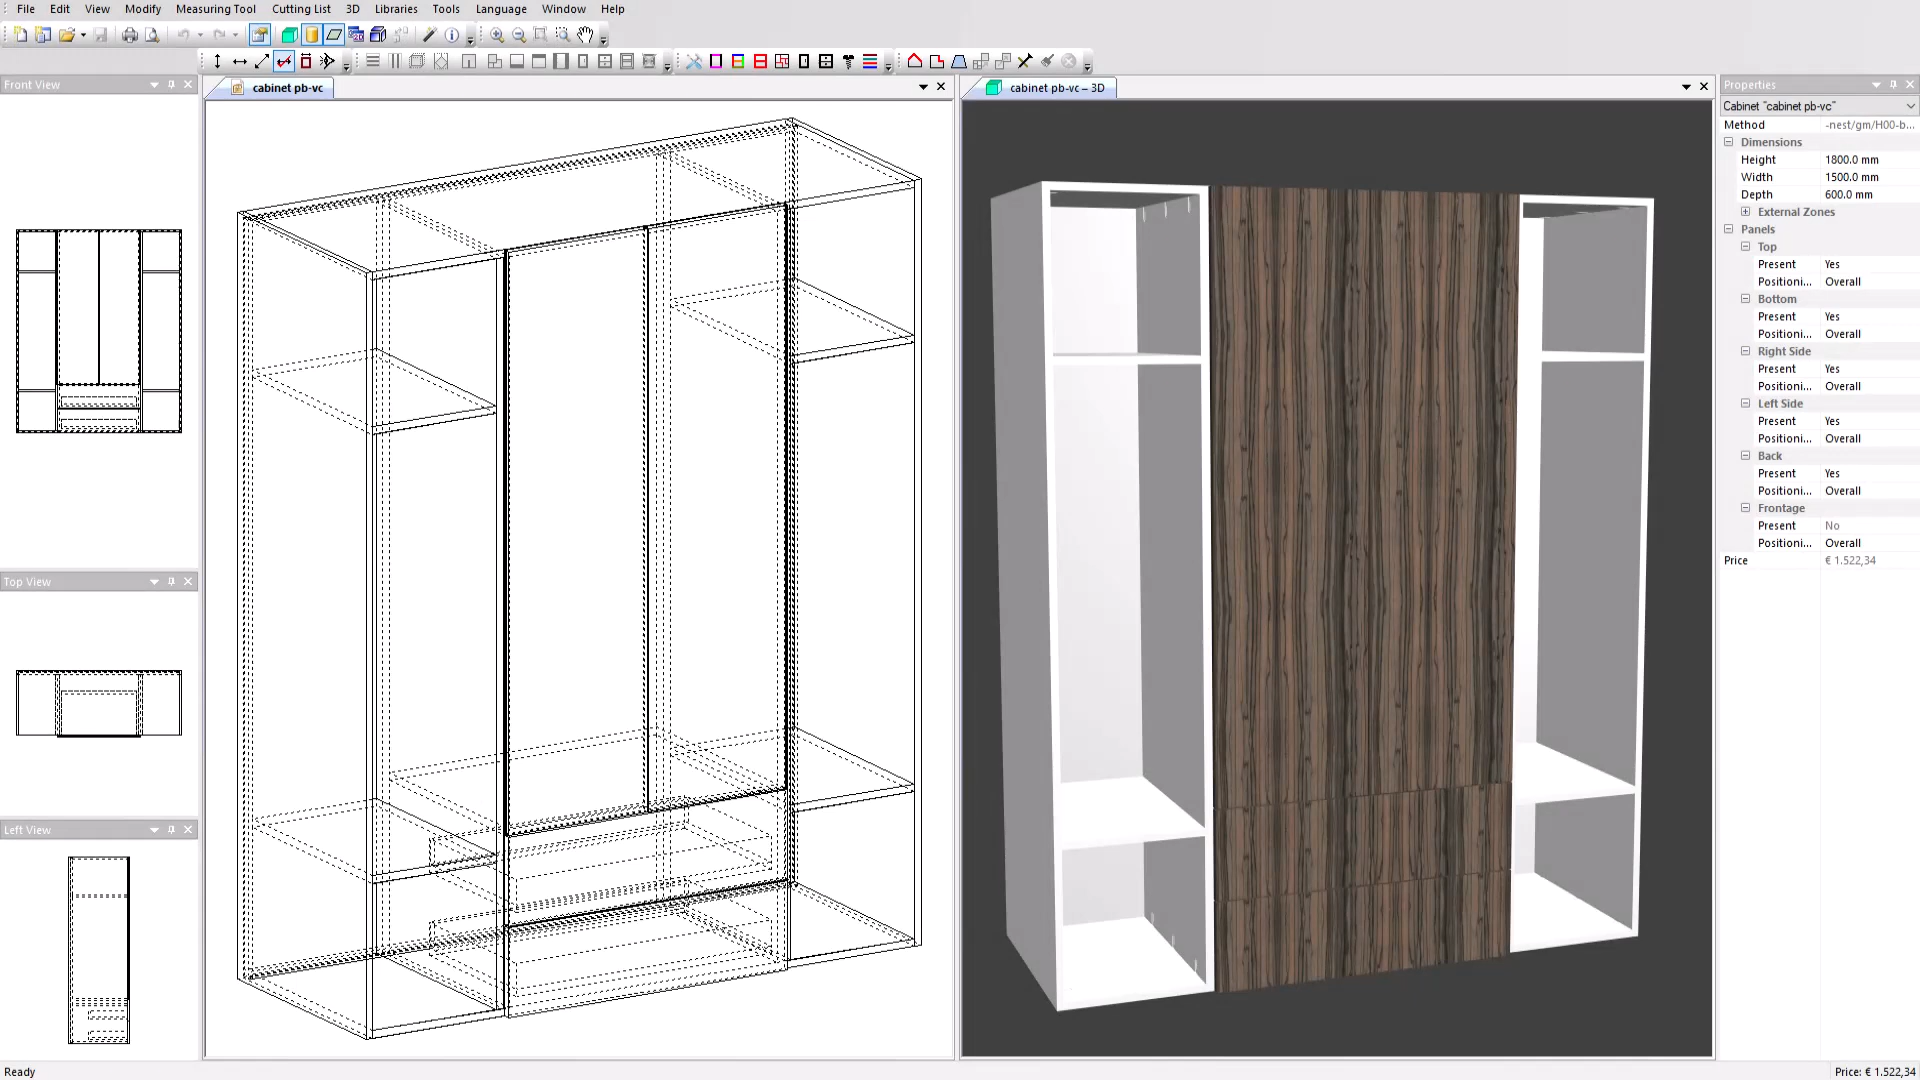 File Edit View Modify Measuring Tool Cutting List 3D Libraries Tools Language Window Help
Front View
cabinet pb-vc
cabinet pb-vc – 3D
Properties
Cabinet "cabinet pb-vc"
Method -nest/gm/H00-b...
Dimensions
Height 1800.0 mm
Width 1500.0 mm
Depth 600.0 mm
External Zones
Panels
Top
Present Yes
Positioni... Overall
Bottom
Present Yes
Positioni... Overall
Right Side
Present Yes
Positioni... Overall
Left Side
Present Yes
Positioni... Overall
Back
Present Yes
Positioni... Overall
Frontage
Present No
Positioni... Overall
Price € 1.522,34
Top View
Left View
Ready
Price: € 1.522,34